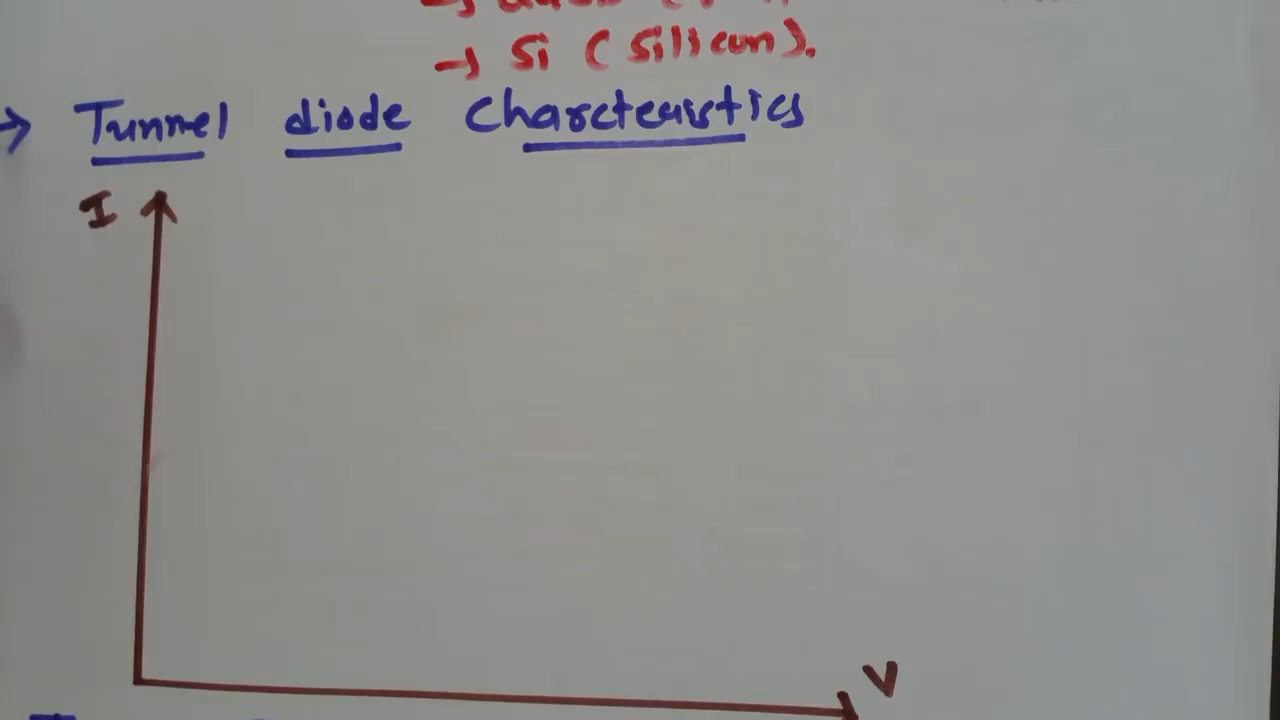 → Si (Silicon).
→ Tunnel diode Charcteristics
I
V